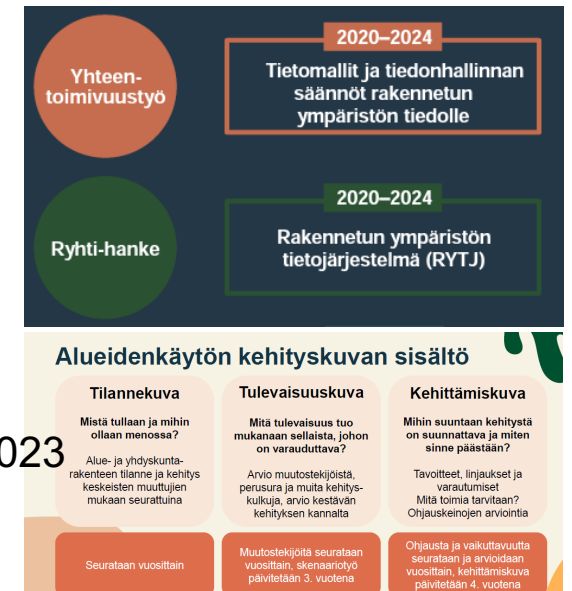 Yhteen-
toimivuustyö
2020–2024
Tietomallit ja tiedonhallinnan
säännöt rakennetun
ympäristön tiedolle
Ryhti-hanke
2020–2024
Rakennetun ympäristön
tietojärjestelmä (RYTJ)
Alueidenkäytön kehityskuvan sisältö
023
Tilannekuva
Mistä tullaan ja mihin
ollaan menossa?
Alue- ja yhdyskunta-
rakenteen tilanne ja kehitys
keskeisten muuttujien
mukaan seurattuina
Seurataan vuosittain
Tulevaisuuskuva
Mitä tulevaisuus tuo
mukanaan sellaista, johon
on varauduttava?
Arvio muutostekijöistä,
perusura ja muita kehitys-
kulkuja, arvio kestävän
kehityksen kannalta
Muutostekijöitä seurataan
vuosittain, skenaariotyö
päivitetään 3. vuotena
Kehittämiskuva
Mihin suuntaan kehitystä
on suunnattava ja miten
sinne päästään?
Tavoitteet, linjaukset ja
varautumiset
Mitä toimia tarvitaan?
Ohjauskeinojen arviointia
Ohjausta ja vaikuttavuutta
seurataan ja arvioidaan
vuosittain, kehittämiskuva
päivitetään 4. vuotena